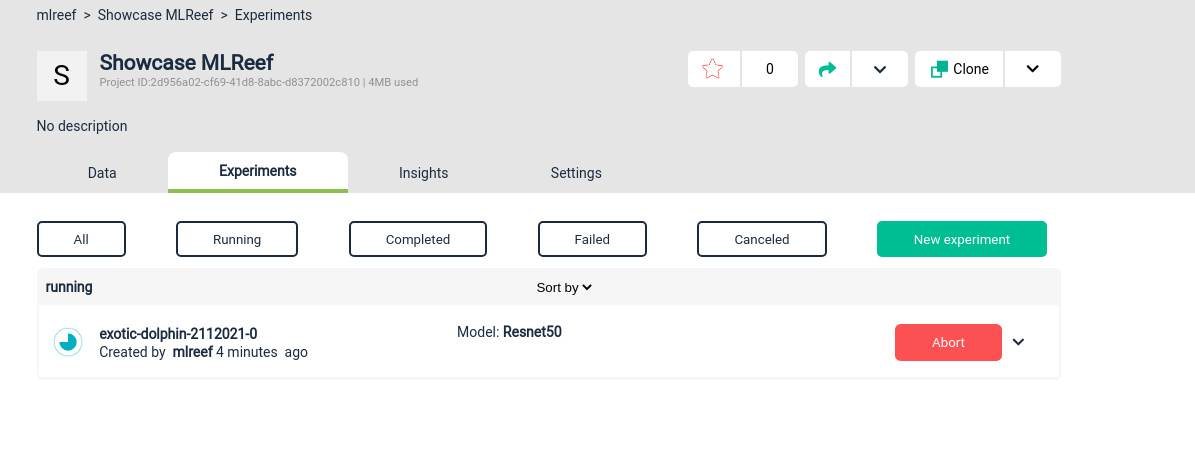 mlreef > Showcase MLReef > Experiments
S
Showcase MLReef
Project ID:2d956a02-cf69-41d8-8abc-d8372002c810 | 4MB used
0
Clone
No description
Data Experiments Insights Settings
All Running Completed Failed Canceled New experiment
running Sort by
exotic-dolphin-2112021-0
Model: Resnet50
Abort
Created by mlreef 4 minutes ago